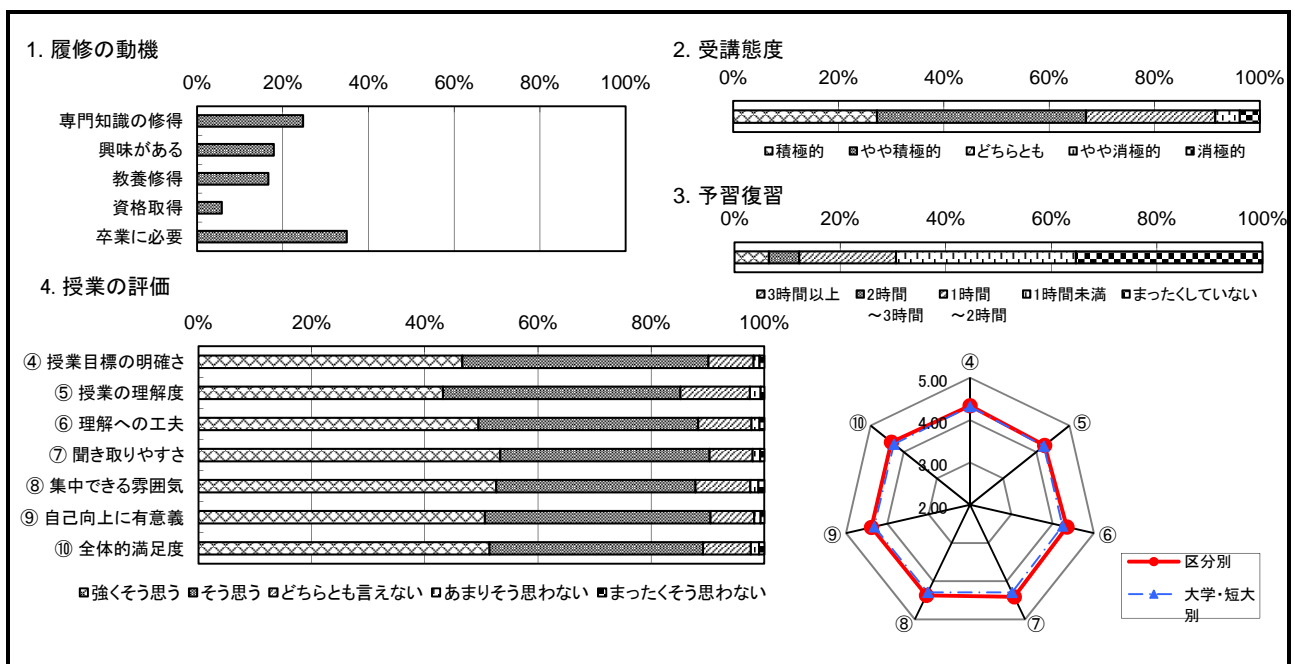 1. 履修の動機
0% 20% 40% 60% 80% 100%
専門知識の修得
興味がある
教養修得
資格取得
卒業に必要
2. 受講態度
0% 20% 40% 60% 80% 100%
積極的 やや積極的 どちらとも やや消極的 消極的
3. 予習復習
0% 20% 40% 60% 80% 100%
3時間以上 2時間 1時間 1時間未満 まったくしていない
～3時間 ～2時間
4. 授業の評価
0% 20% 40% 60% 80% 100%
④ 授業目標の明確さ
⑤ 授業の理解度
⑥ 理解への工夫
⑦ 聞き取りやすさ
⑧ 集中できる雰囲気
⑨ 自己向上に有意義
⑩ 全体的満足度
強くそう思う そう思う どちらとも言えない あまりそう思わない まったくそう思わない
④
5.00
⑩ ⑤
4.00
3.00
2.00
⑨ ⑥
⑧ ⑦
区分別
大学・短大
別